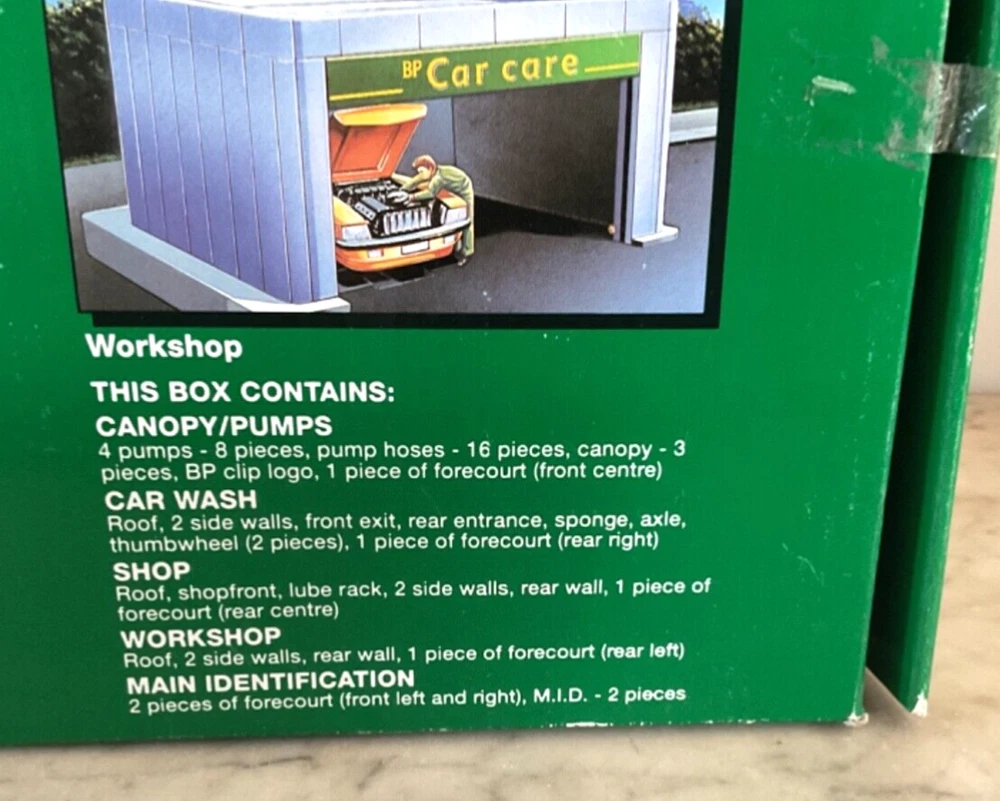 BP Car care
Workshop
THIS BOX CONTAINS:
CANOPY/PUMPS
4 pumps - 8 pieces, pump hoses - 16 pieces, canopy - 3
pieces, BP clip logo, 1 piece of forecourt (front centre)
CAR WASH
Roof, 2 side walls, front exit, rear entrance, sponge, axle,
thumbwheel (2 pieces), 1 piece of forecourt (rear right)
SHOP
Roof, shopfront, lube rack, 2 side walls, rear wall, 1 piece of
forecourt (rear centre)
WORKSHOP
Roof, 2 side walls, rear wall, 1 piece of forecourt (rear left)
MAIN IDENTIFICATION
2 pieces of forecourt (front left and right), M.I.D. - 2 pieces